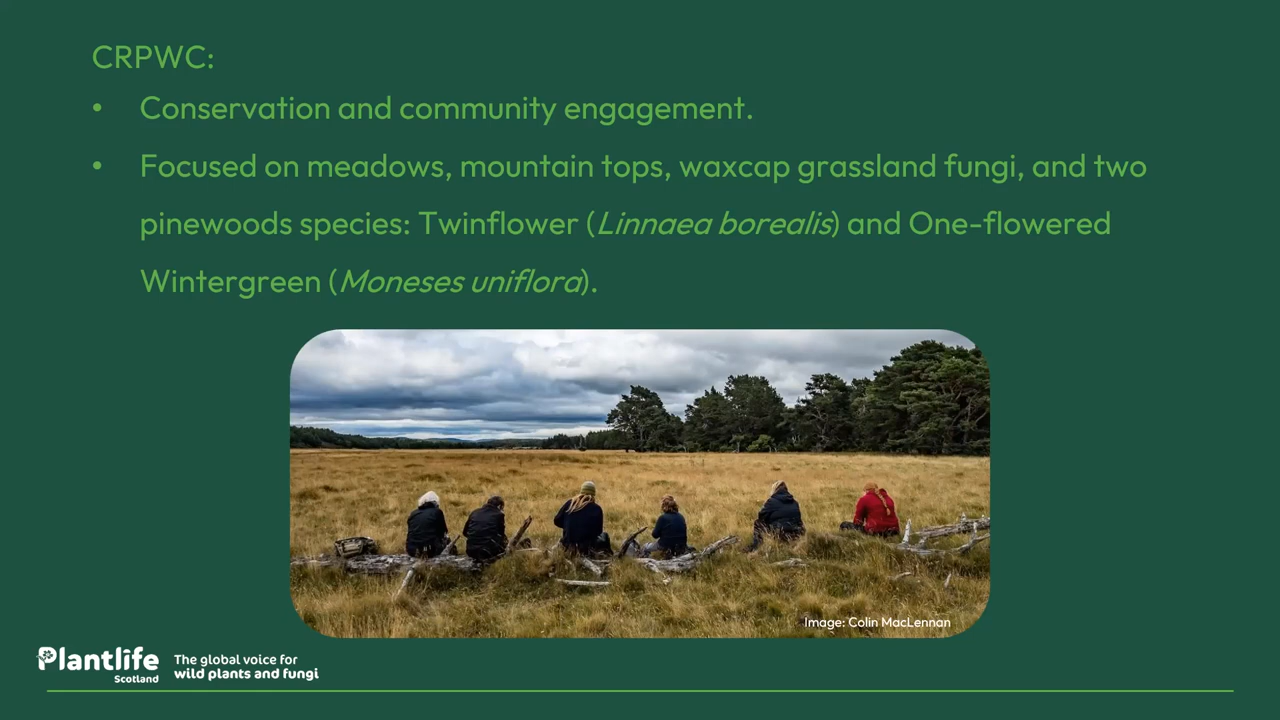 CRPWC:
• Conservation and community engagement.
• Focused on meadows, mountain tops, waxcap grassland fungi, and two
pinewoods species: Twinflower (Linnaea borealis) and One-flowered
Wintergreen (Moneses uniflora).
Image: Colin MacLennan
Plantlife
Scotland
The global voice for
wild plants and fungi